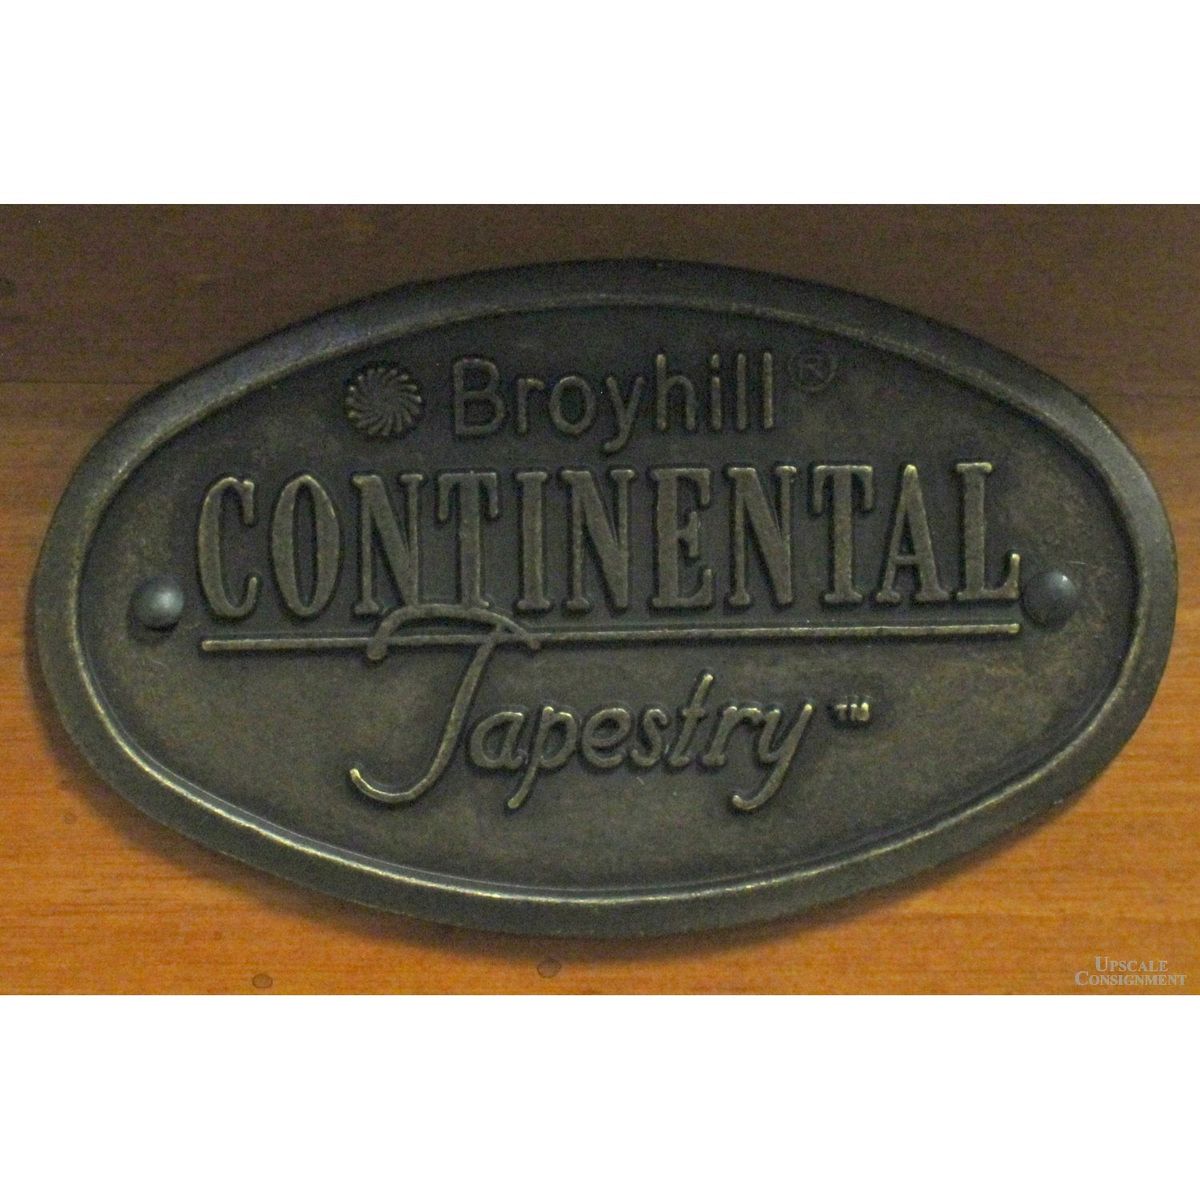 Broyhill®
CONTINENTAL
Tapestry™
UPSCALE
CONSIGNMENT